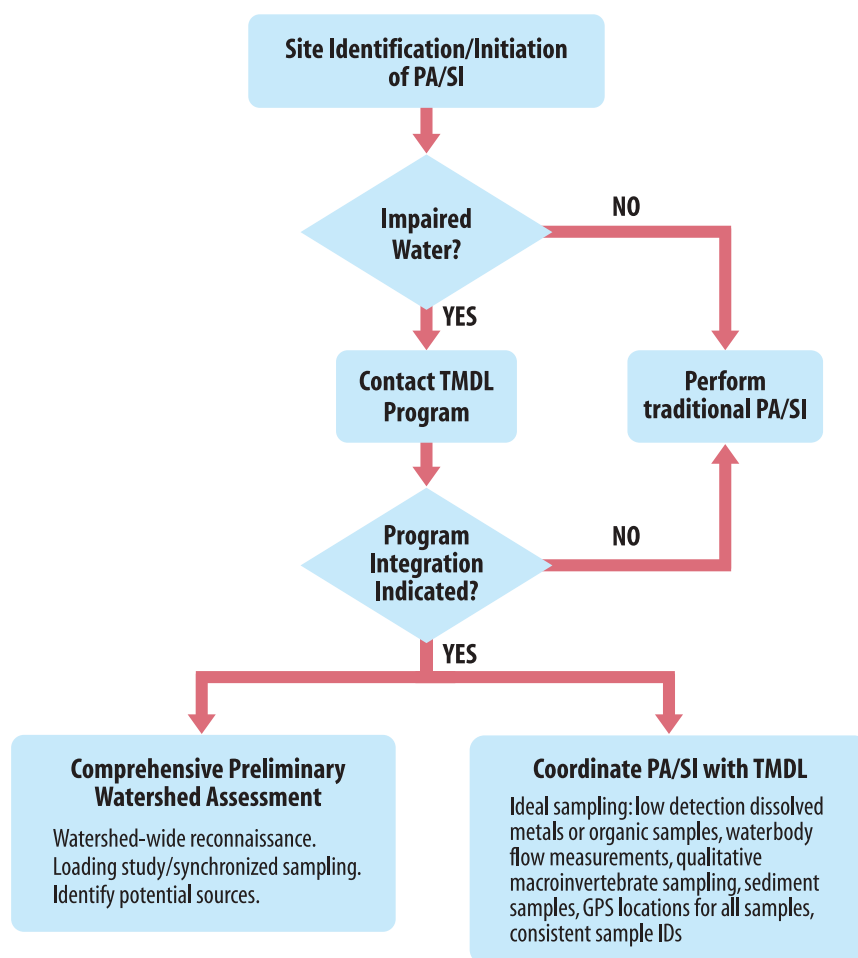 Site Identification/Initiation
of PA/SI
Impaired
Water?
NO
YES
Contact TMDL
Program
Perform
traditional PA/SI
Program
Integration
Indicated?
NO
YES
Comprehensive Preliminary
Watershed Assessment
Watershed-wide reconnaissance.
Loading study/synchronized sampling.
Identify potential sources.
Coordinate PA/SI with TMDL
Ideal sampling: low detection dissolved
metals or organic samples, waterbody
flow measurements, qualitative
macroinvertebrate sampling, sediment
samples, GPS locations for all samples,
consistent sample IDs